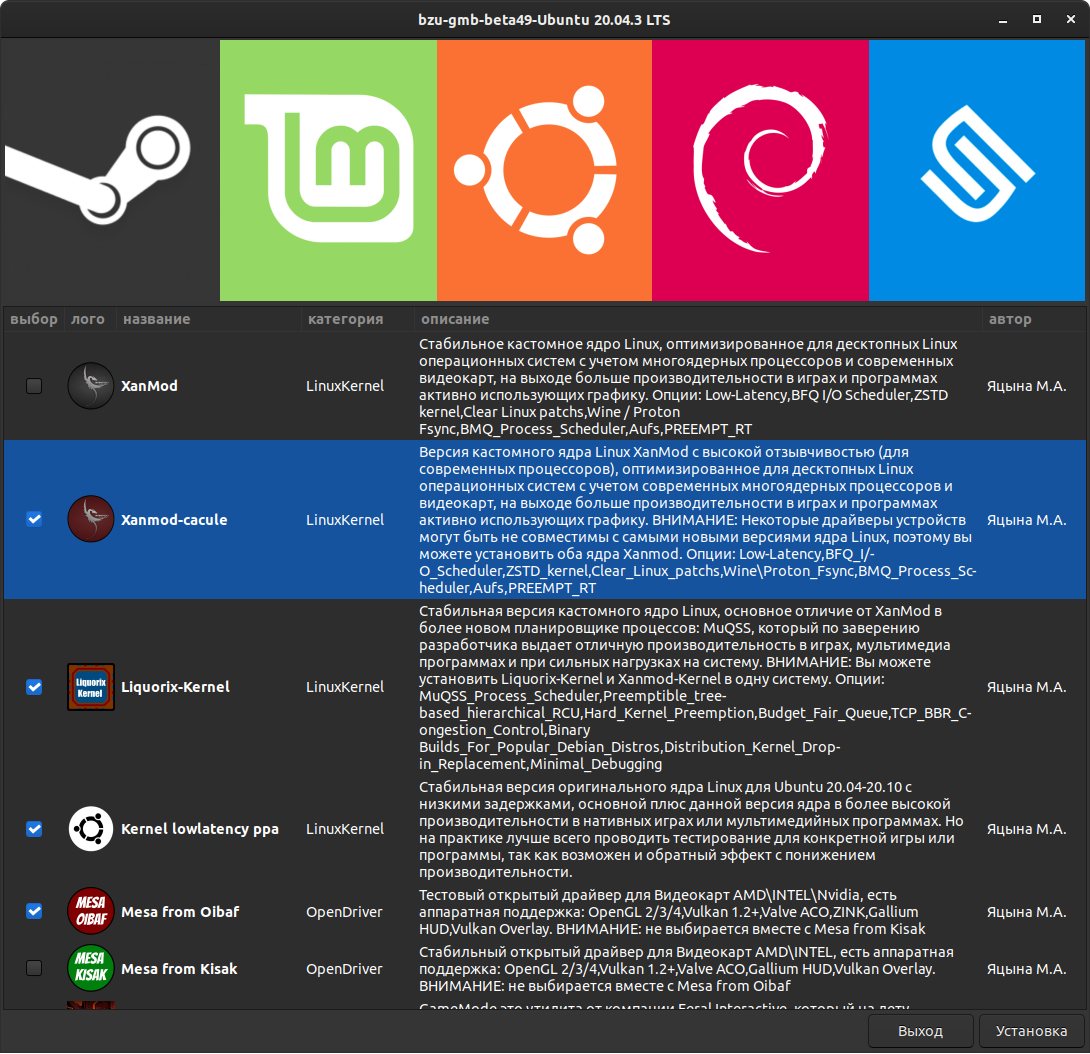 bzu-gmb-beta49-Ubuntu 20.04.3 LTS
выбор лого название категория описание автор
Стабильное кастомное ядро Linux, оптимизированное для десктопных Linux
операционных систем с учетом многоядерных процессоров и современных
видеокарт, на выходе больше производительности в играх и программах
XanMod LinuxKernel активно использующих графику. Опции: Low-Latency,BFQ I/O Scheduler,ZSTD Яцына М.А.
kernel,Clear Linux patchs,Wine / Proton
Fsync,BMQ_Process_Scheduler,Aufs,PREEMPT_RT
Версия кастомного ядра Linux XanMod с высокой отзывчивостью (для
современных процессоров), оптимизированное для десктопных Linux
операционных систем с учетом современных многоядерных процессоров и
видеокарт, на выходе больше производительности в играх и программах
Xanmod-cacule LinuxKernel активно использующих графику. ВНИМАНИЕ: Некоторые драйверы устройств Яцына М.А.
могут быть не совместимы с самыми новыми версиями ядра Linux, поэтому вы
можете установить оба ядра Xanmod. Опции: Low-Latency,BFQ_I/-
O_Scheduler,ZSTD_kernel,Clear_Linux_patchs,Wine\Proton_Fsync,BMQ_Process_Sc-
heduler,Aufs,PREEMPT_RT
Стабильная версия кастомного ядро Linux, основное отличие от XanMod в
более новом планировщике процессов: MuQSS, который по заверению
разработчика выдает отличную производительность в играх, мультимедиа
программах и при сильных нагрузках на систему. ВНИМАНИЕ: Вы можете
Liquorix Kernel
Liquorix-Kernel LinuxKernel установить Liquorix-Kernel и Xanmod-Kernel в одну систему. Опции: Яцына М.А.
MuQSS_Process_Scheduler,Preemptible_tree-
based_hierarchical_RCU,Hard_Kernel_Preemption,Budget_Fair_Queue,TCP_BBR_C-
ongestion_Control,Binary
Builds_For_Popular_Debian_Distros,Distribution_Kernel_Drop-
in_Replacement,Minimal_Debugging
Стабильная версия оригинального ядра Linux для Ubuntu 20.04-20.10 с
низкими задержками, основной плюс данной версия ядра в более высокой
Kernel lowlatency ppa LinuxKernel производительности в нативных играх или мультимедийных программах. Но Яцына М.А.
на практике лучше всего проводить тестирование для конкретной игры или
программы, так как возможен и обратный эффект с понижением
производительности.
Тестовый открытый драйвер для Видеокарт AMD\INTEL\Nvidia, есть
MESA OIBAF Mesa from Oibaf OpenDriver аппаратная поддержка: OpenGL 2/3/4,Vulkan 1.2+,Valve ACO,ZINK,Gallium Яцына М.А.
HUD,Vulkan Overlay. ВНИМАНИЕ: не выбирается вместе с Mesa from Kisak
Стабильный открытый драйвер для Видеокарт AMD\INTEL, есть аппаратная
MESA KISAK Mesa from Kisak OpenDriver поддержка: OpenGL 2/3/4,Vulkan 1.2+,Valve ACO,Gallium HUD,Vulkan Overlay. Яцына М.А.
ВНИМАНИЕ: не выбирается вместе с Mesa from Oibaf
GameMode это утилита от компании Feral Interactive, который на лету
Выход Установка